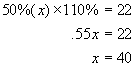 50%(x)×110% = 22
.55x = 22
x = 40